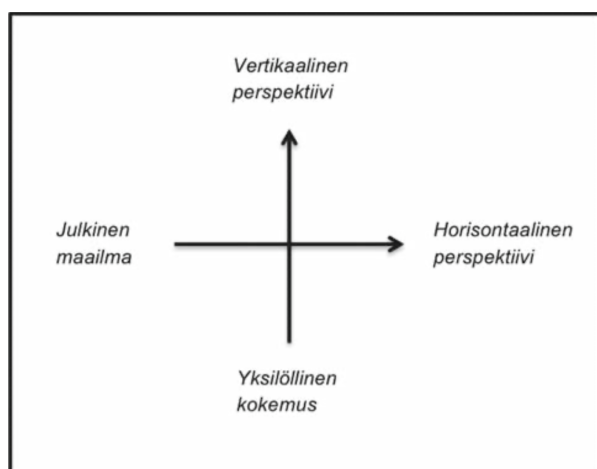 Vertikaalinen
perspektiivi
Julkinen
maailma
Horisontaalinen
perspektiivi
Yksilöllinen
kokemus